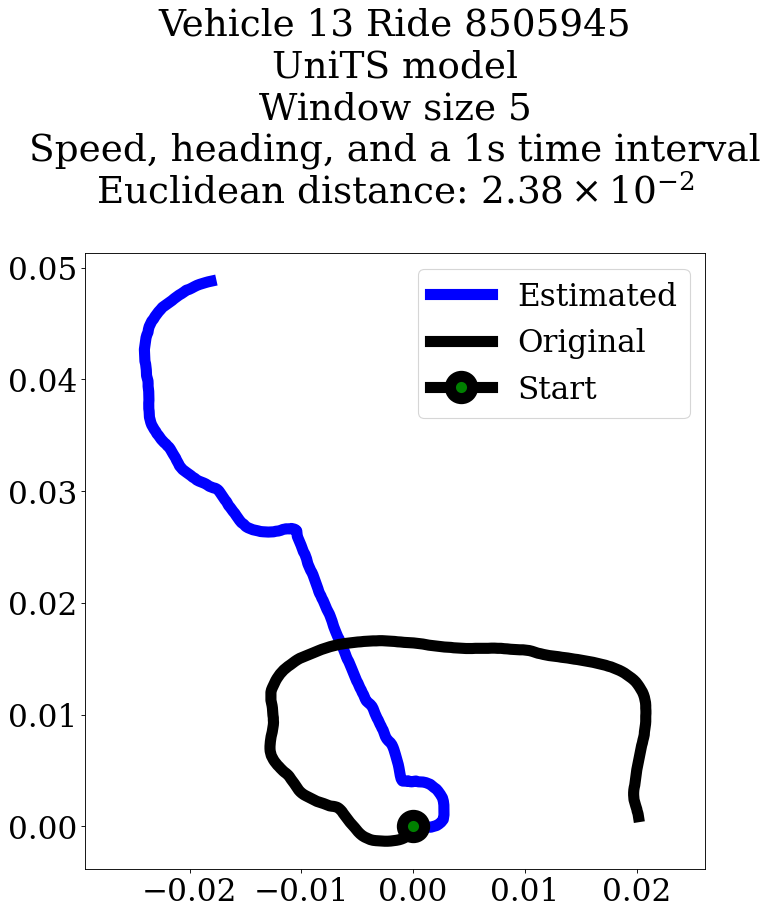 Vehicle 13 Ride 8505945
UniTS model
Window size 5
Speed, heading, and a 1s time interval
Euclidean distance: 2.38 × 10⁻²
Estimated
Original
Start
0.05
0.04
0.03
0.02
0.01
0.00
−0.02 −0.01 0.00 0.01 0.02